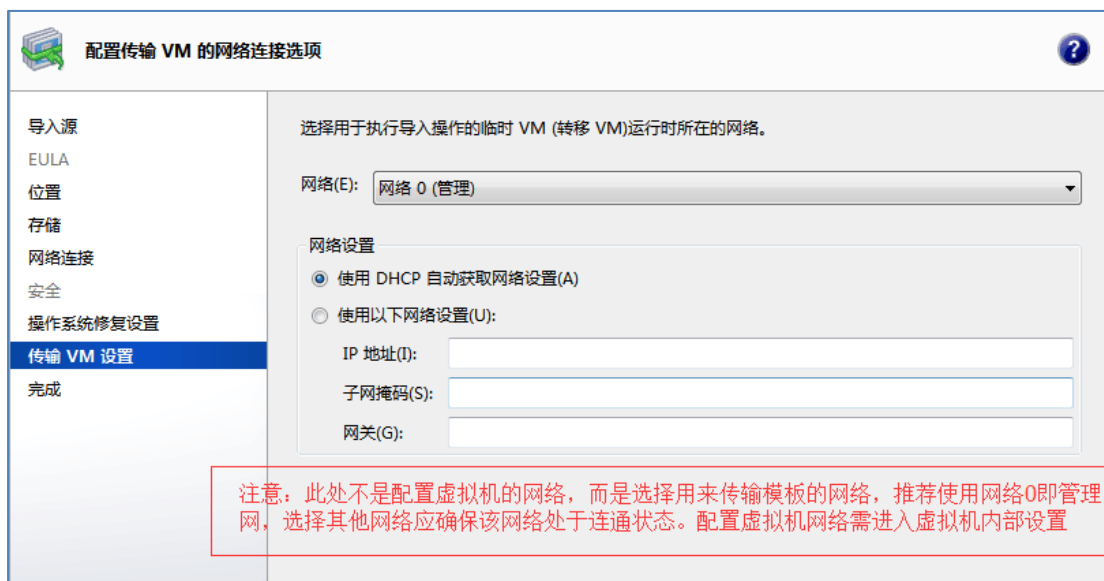 配置传输 VM 的网络连接选项
?
导入源
EULA
位置
存储
网络连接
安全
操作系统修复设置
传输 VM 设置
完成
选择用于执行导入操作的临时 VM (转移 VM)运行时所在的网络。
网络(E): 网络 0 (管理)
网络设置
使用 DHCP 自动获取网络设置(A)
使用以下网络设置(U):
IP 地址(I):
子网掩码(S):
网关(G):
注意：此处不是配置虚拟机的网络，而是选择用来传输模板的网络，推荐使用网络0即管理
网，选择其他网络应确保该网络处于连通状态。配置虚拟机网络需进入虚拟机内部设置